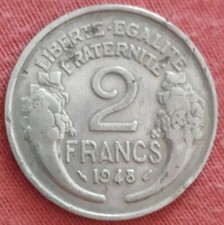 LIBERTE·EGALITE
FRATERNITE
2
FRANCS
1948